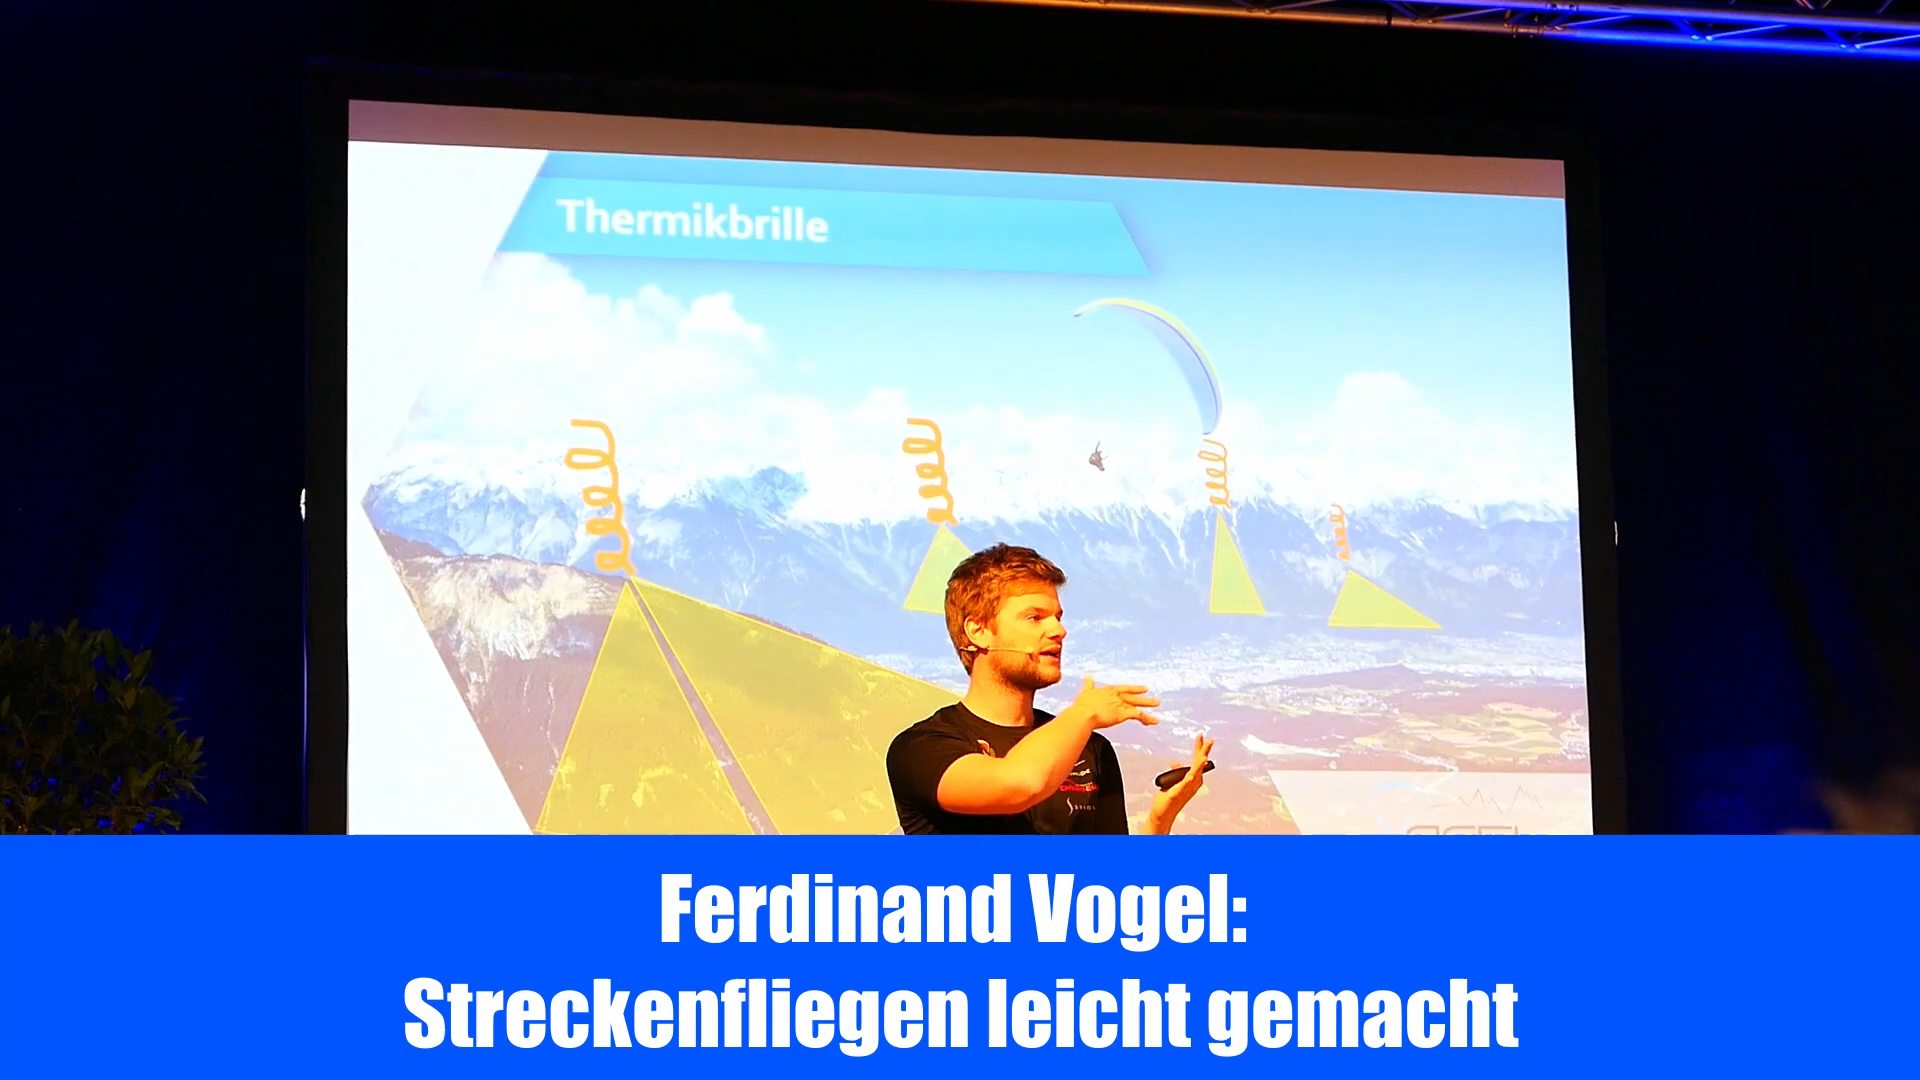 Thermikbrille
Ferdinand Vogel:
Streckenfliegen leicht gemacht